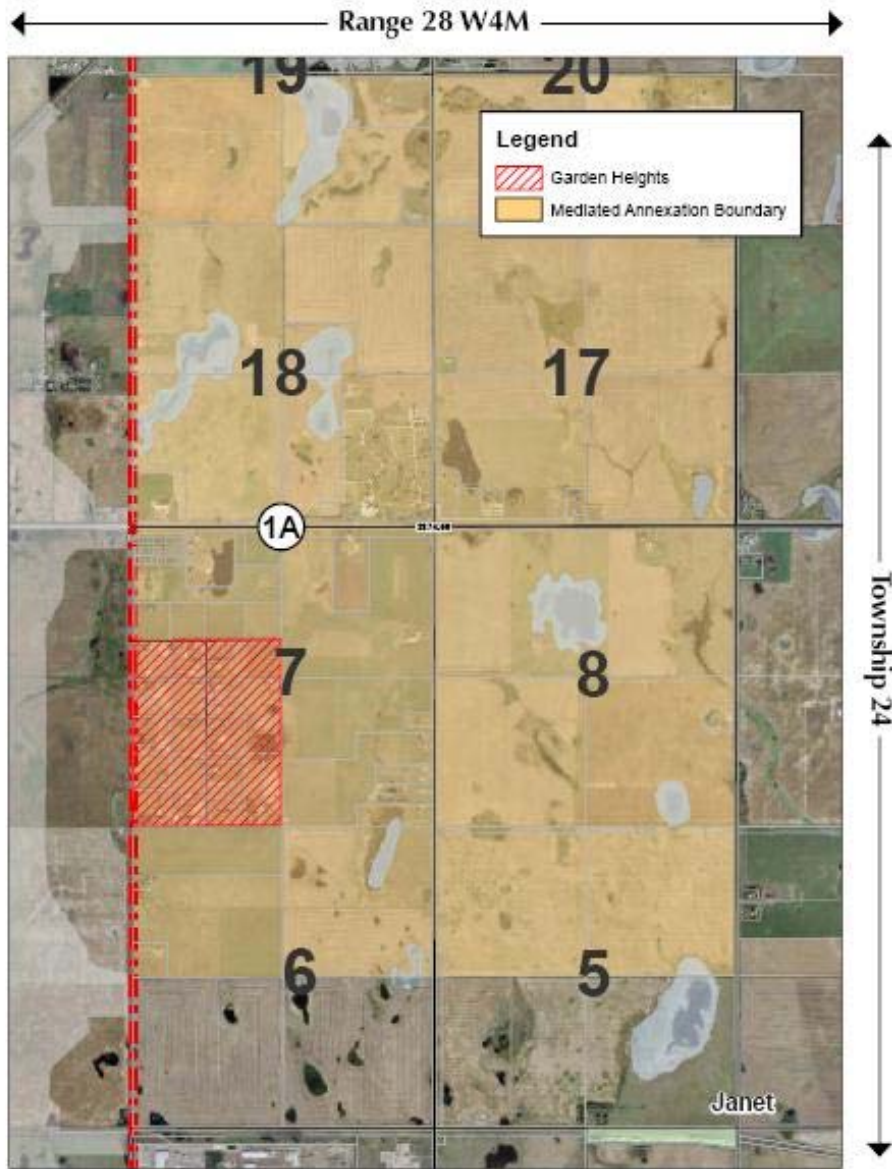 Range 28 W4M
19
20
Legend
Garden Heights
Mediated Annexation Boundary
18
17
1A
7
8
Township 24
6
5
Janet